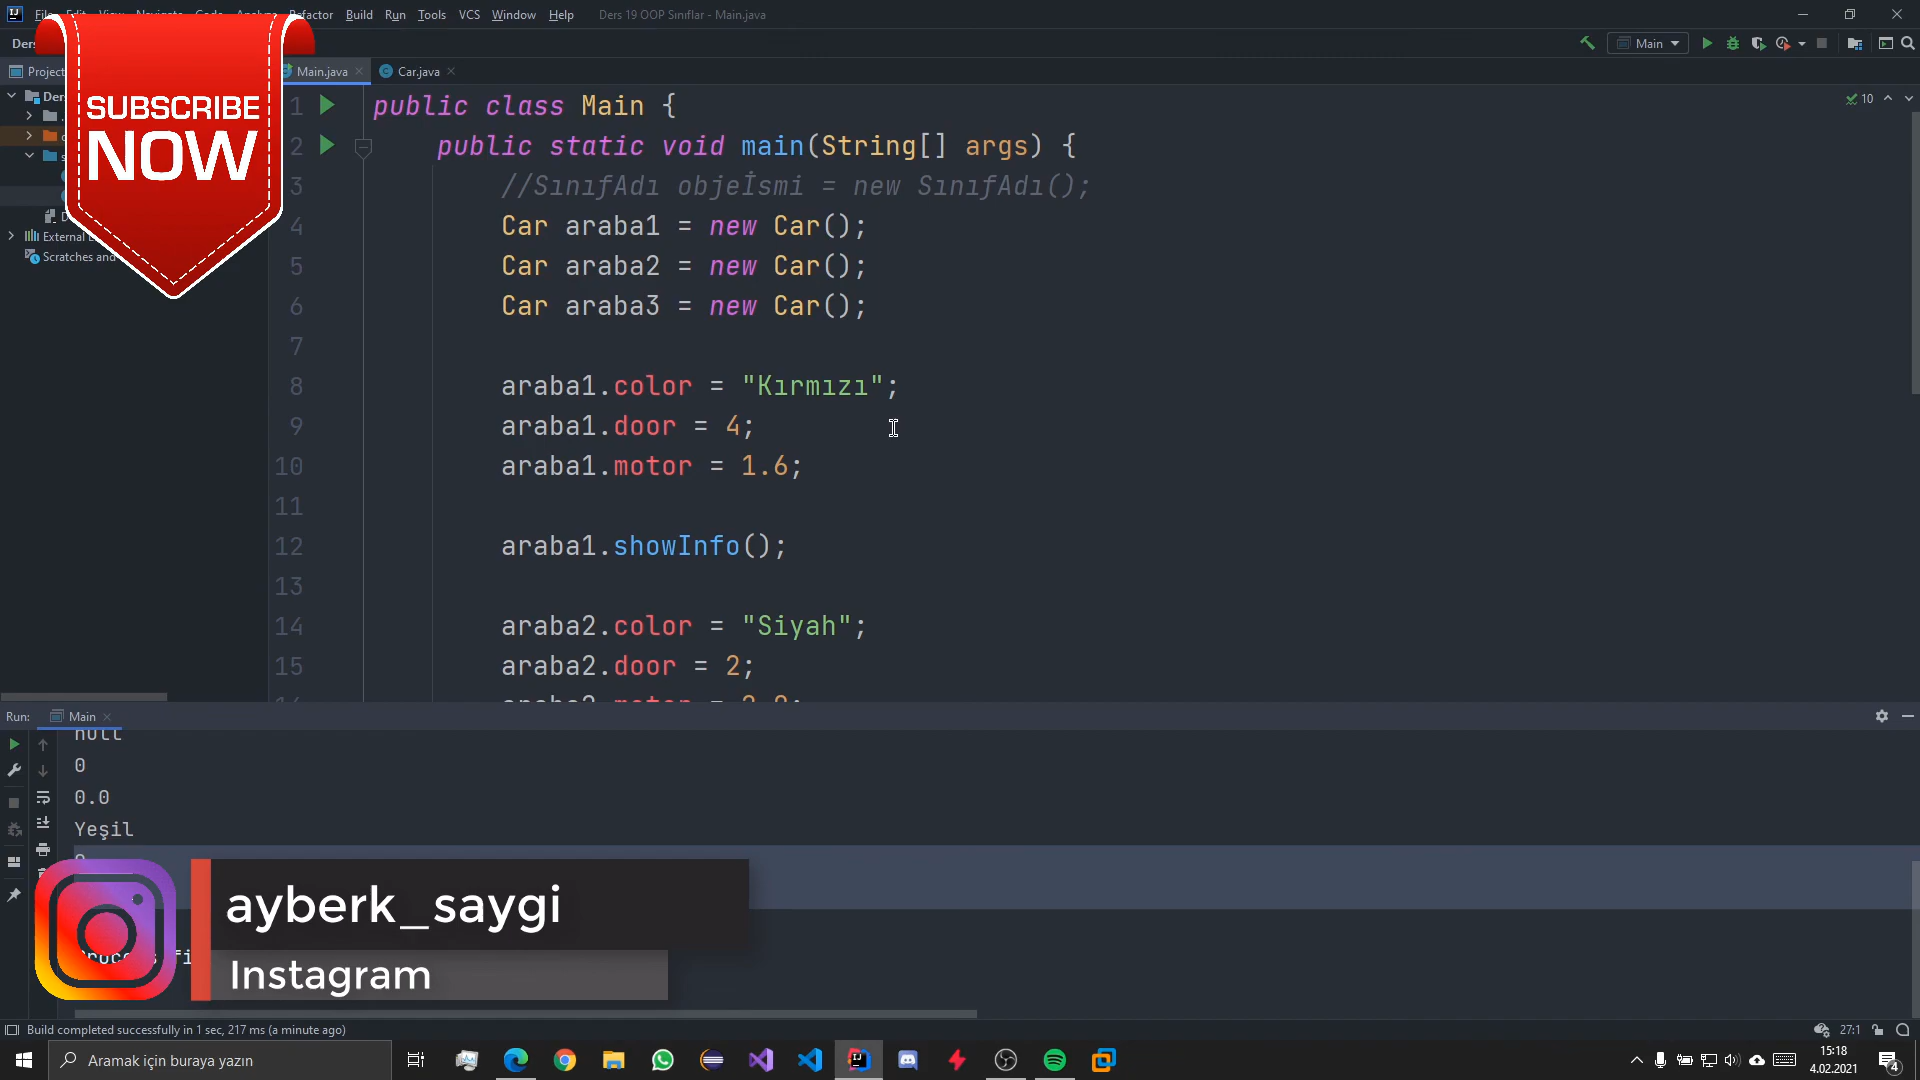 File Edit View Navigate Code Analyze Refactor Build Run Tools VCS Window Help Ders 19 OOP Sınıflar - Main.java
Ders
Main
Project
Main.java
Car.java
SUBSCRIBE
NOW
Ders
External L
Scratches and
10
1 public class Main {
2 public static void main(String[] args) {
3 //SınıfAdı objeİsmi = new SınıfAdı();
4 Car araba1 = new Car();
5 Car araba2 = new Car();
6 Car araba3 = new Car();
7
8 araba1.color = "Kırmızı";
9 araba1.door = 4;
10 araba1.motor = 1.6;
11
12 araba1.showInfo();
13
14 araba2.color = "Siyah";
15 araba2.door = 2;
Run: Main
null
0
0.0
Yeşil
ayberk_saygi
Instagram
Build completed successfully in 1 sec, 217 ms (a minute ago)
27:1
Aramak için buraya yazın
15:18
4.02.2021
4